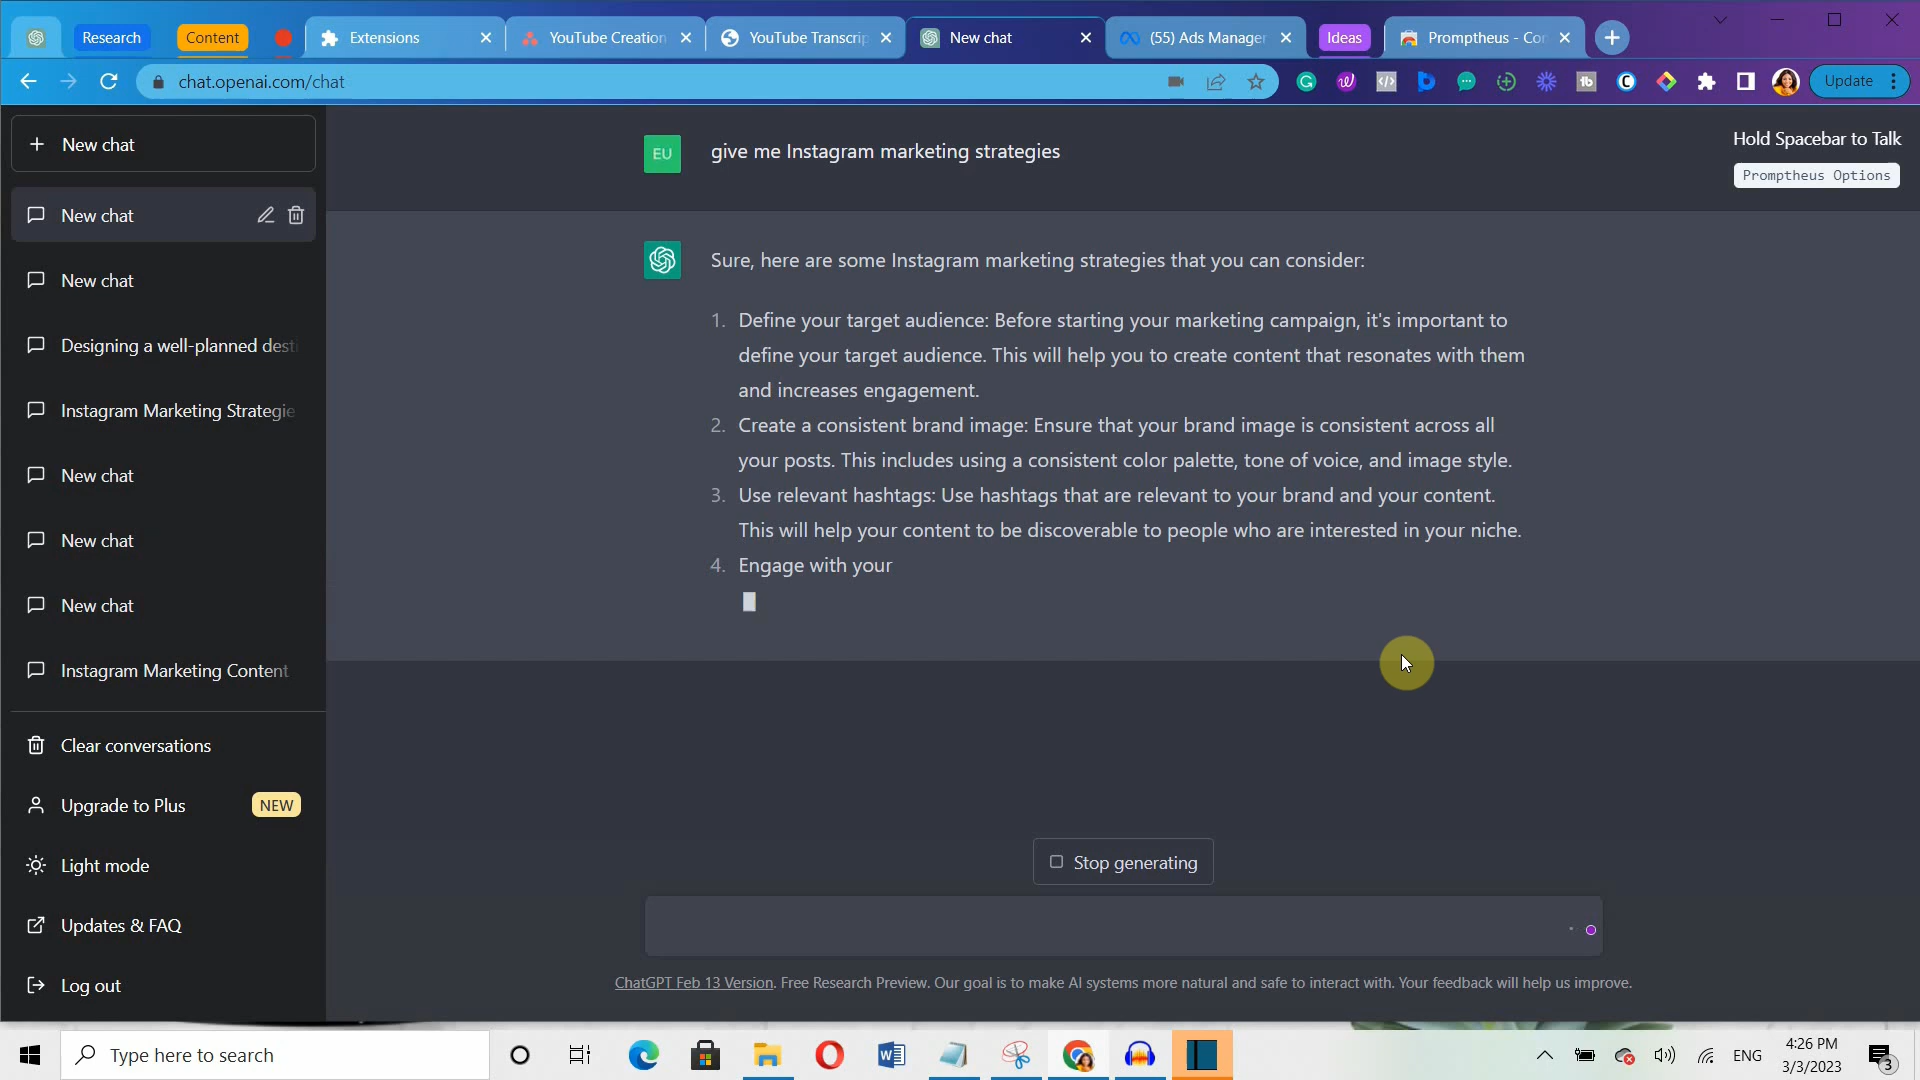 Research
Content
Extensions
YouTube Creation
YouTube Transcrip
New chat
(55) Ads Manager
Ideas
Promptheus - Con
chat.openai.com/chat
Update
New chat
New chat
New chat
Designing a well-planned desti
Instagram Marketing Strategie
New chat
New chat
New chat
Instagram Marketing Content
Clear conversations
Upgrade to Plus
NEW
Light mode
Updates & FAQ
Log out
EU
give me Instagram marketing strategies
Hold Spacebar to Talk
Promptheus Options
Sure, here are some Instagram marketing strategies that you can consider:
1. Define your target audience: Before starting your marketing campaign, it's important to
define your target audience. This will help you to create content that resonates with them
and increases engagement.
2. Create a consistent brand image: Ensure that your brand image is consistent across all
your posts. This includes using a consistent color palette, tone of voice, and image style.
3. Use relevant hashtags: Use hashtags that are relevant to your brand and your content.
This will help your content to be discoverable to people who are interested in your niche.
4. Engage with your
Stop generating
ChatGPT Feb 13 Version. Free Research Preview. Our goal is to make AI systems more natural and safe to interact with. Your feedback will help us improve.
Type here to search
ENG
4:26 PM
3/3/2023
3